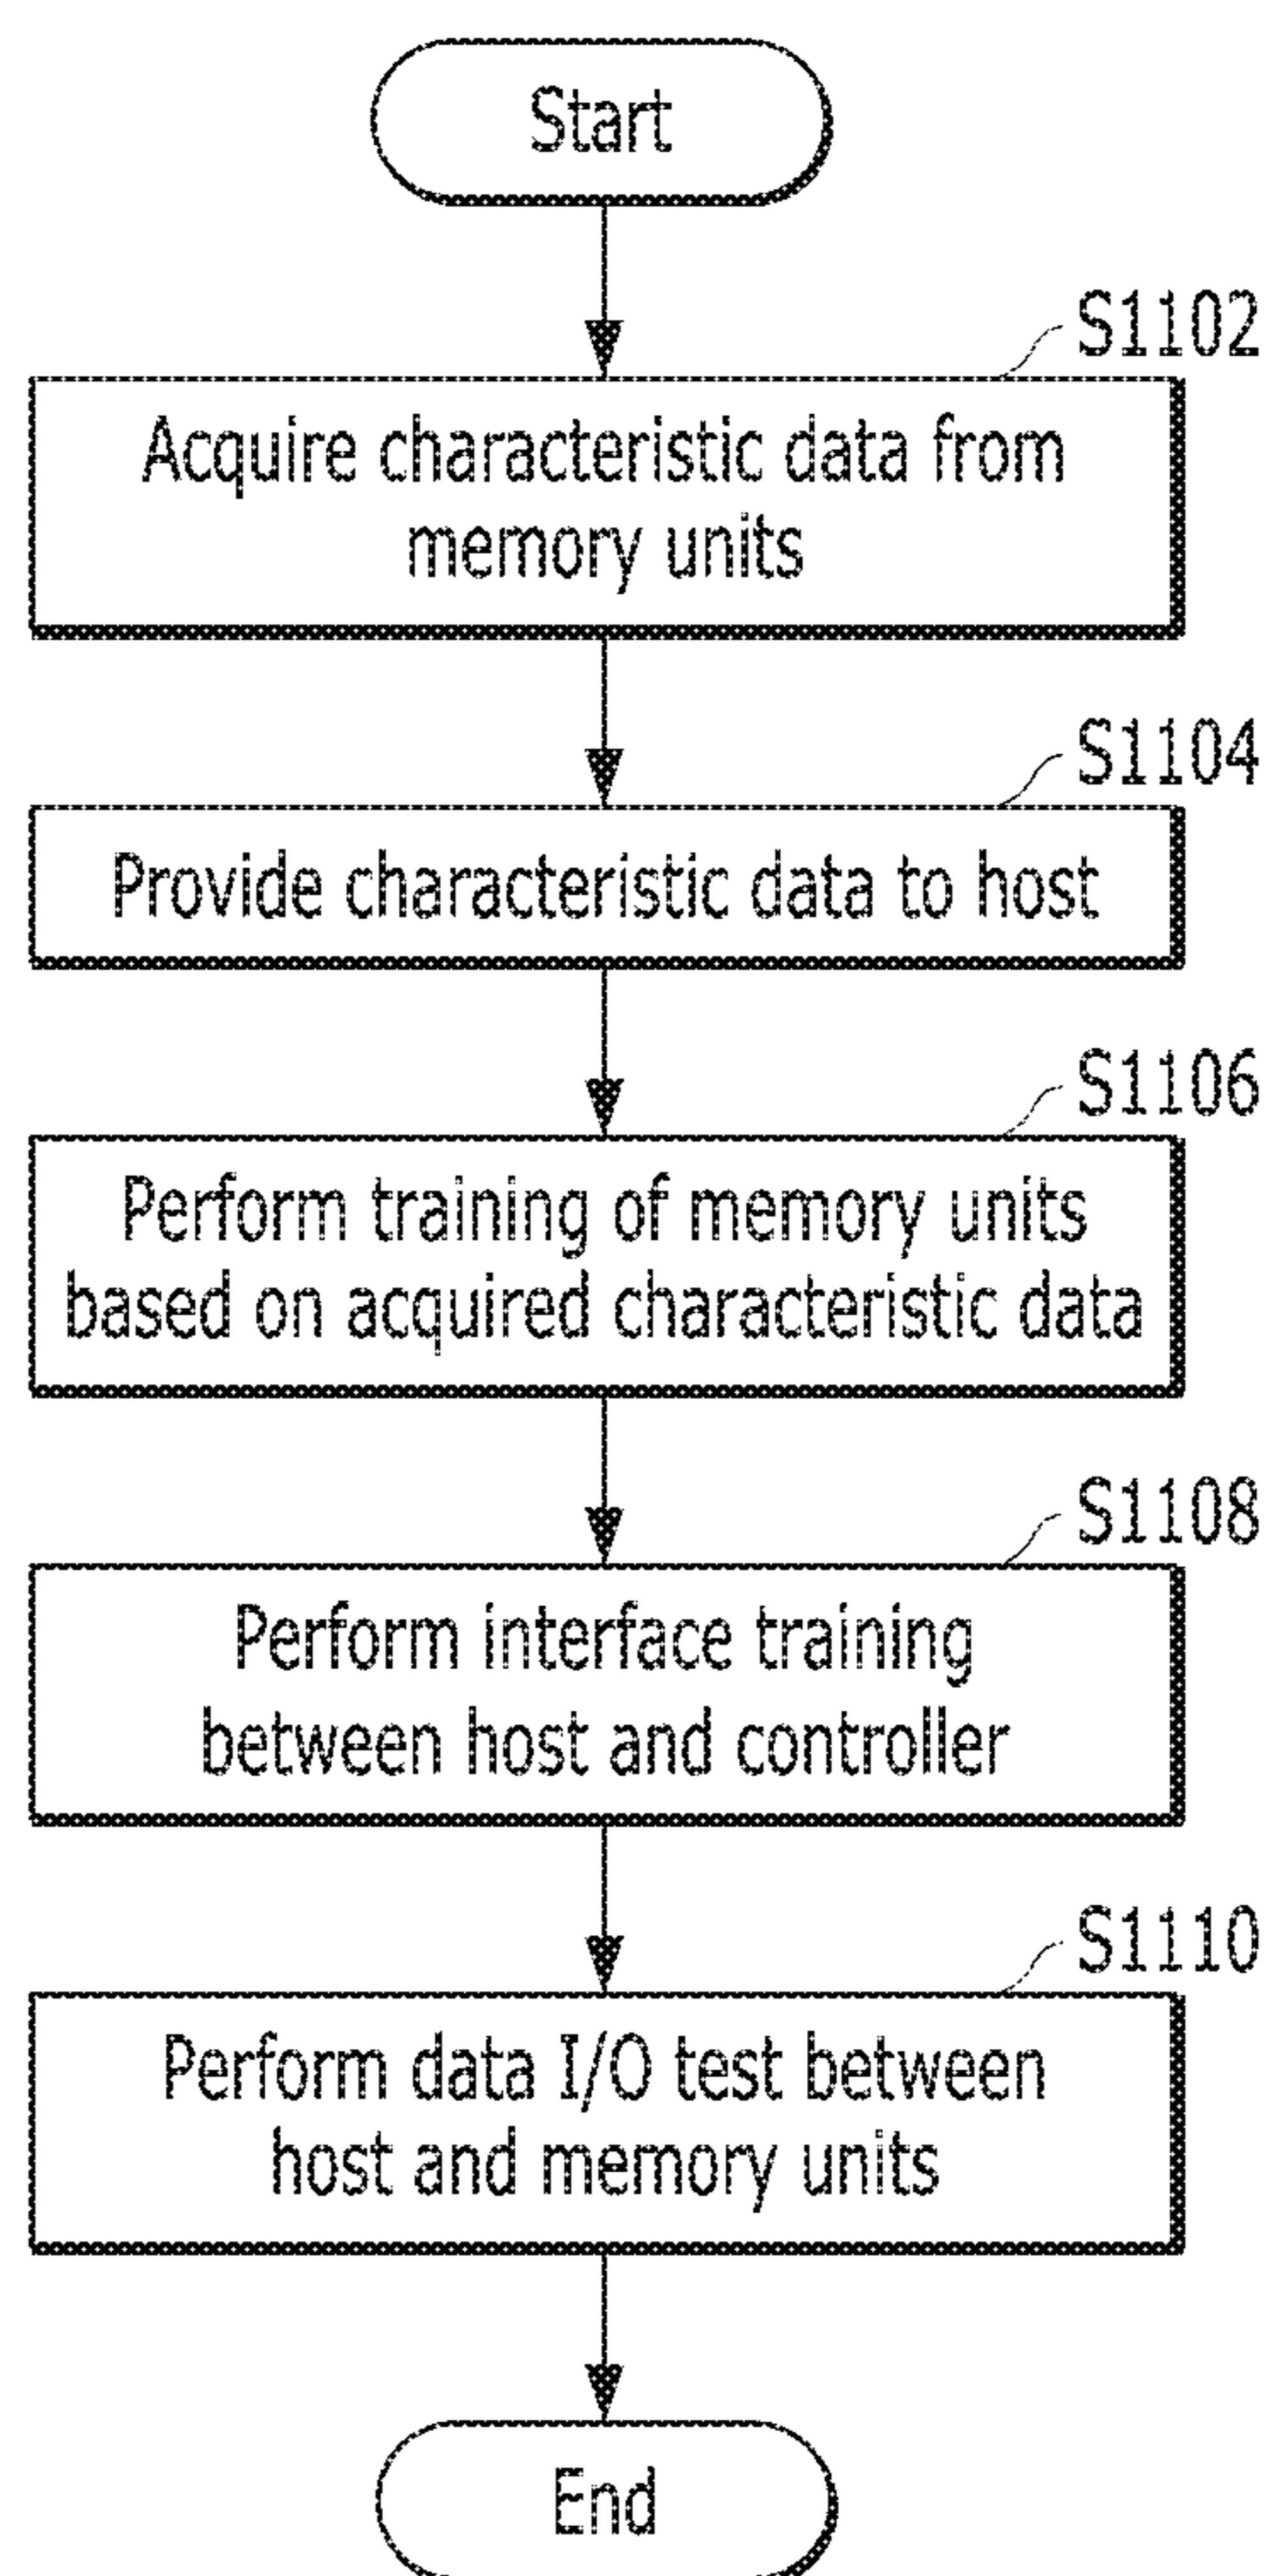 Start
S1102
Acquire characteristic data from
memory units
S1104
Provide characteristic data to host
S1106
Perform training of memory units
based on acquired characteristic data
S1108
Perform interface training
between host and controller
S1110
Perform data I/O test between
host and memory units
End